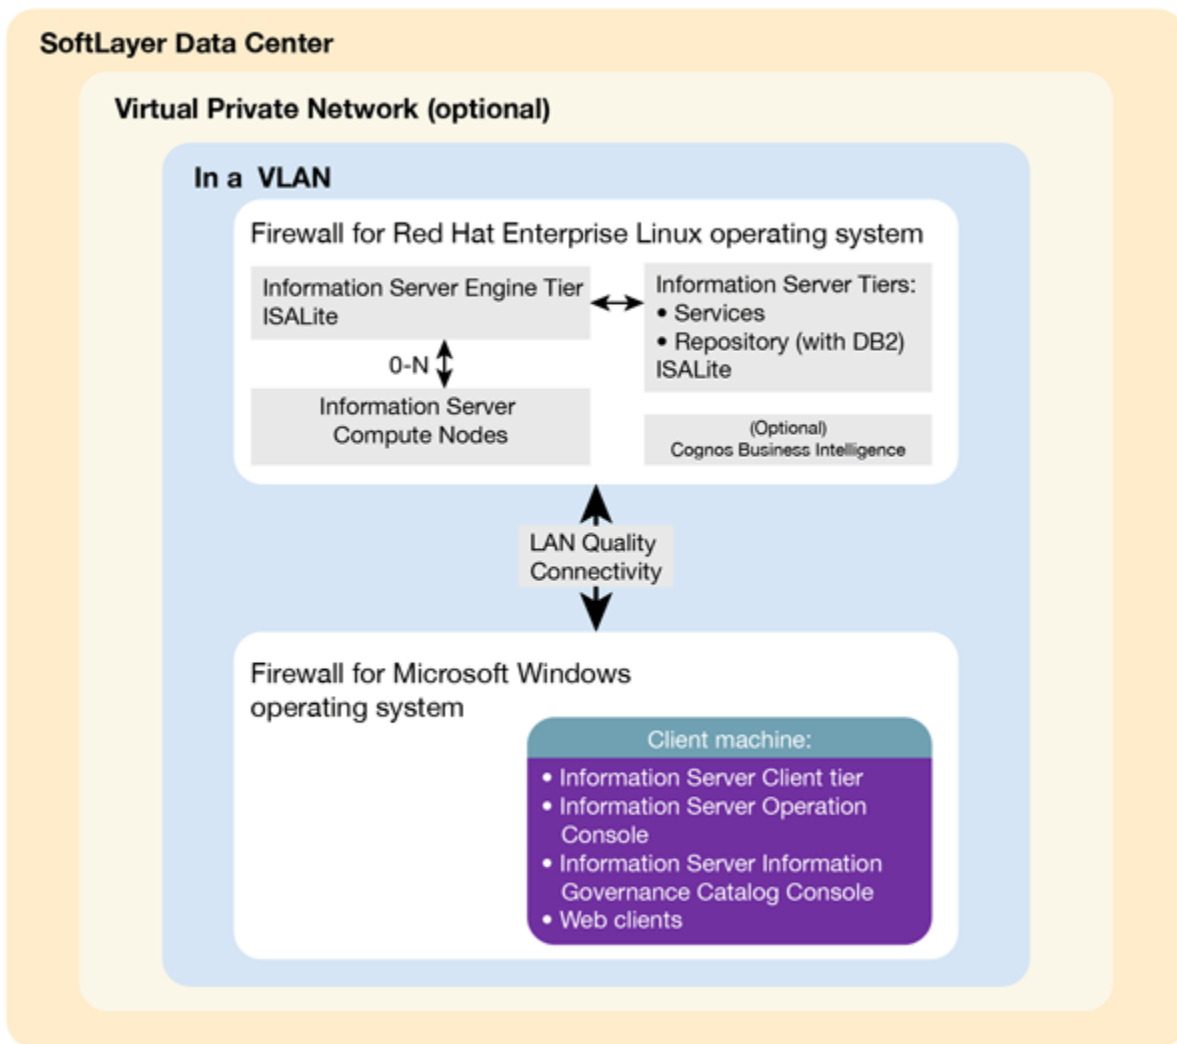 SoftLayer Data Center
Virtual Private Network (optional)
In a VLAN
Firewall for Red Hat Enterprise Linux operating system
Information Server Engine Tier
ISALite
0-N
Information Server
Compute Nodes
Information Server Tiers:
• Services
• Repository (with DB2)
ISALite
(Optional)
Cognos Business Intelligence
LAN Quality
Connectivity
Firewall for Microsoft Windows
operating system
Client machine:
• Information Server Client tier
• Information Server Operation
Console
• Information Server Information
Governance Catalog Console
• Web clients